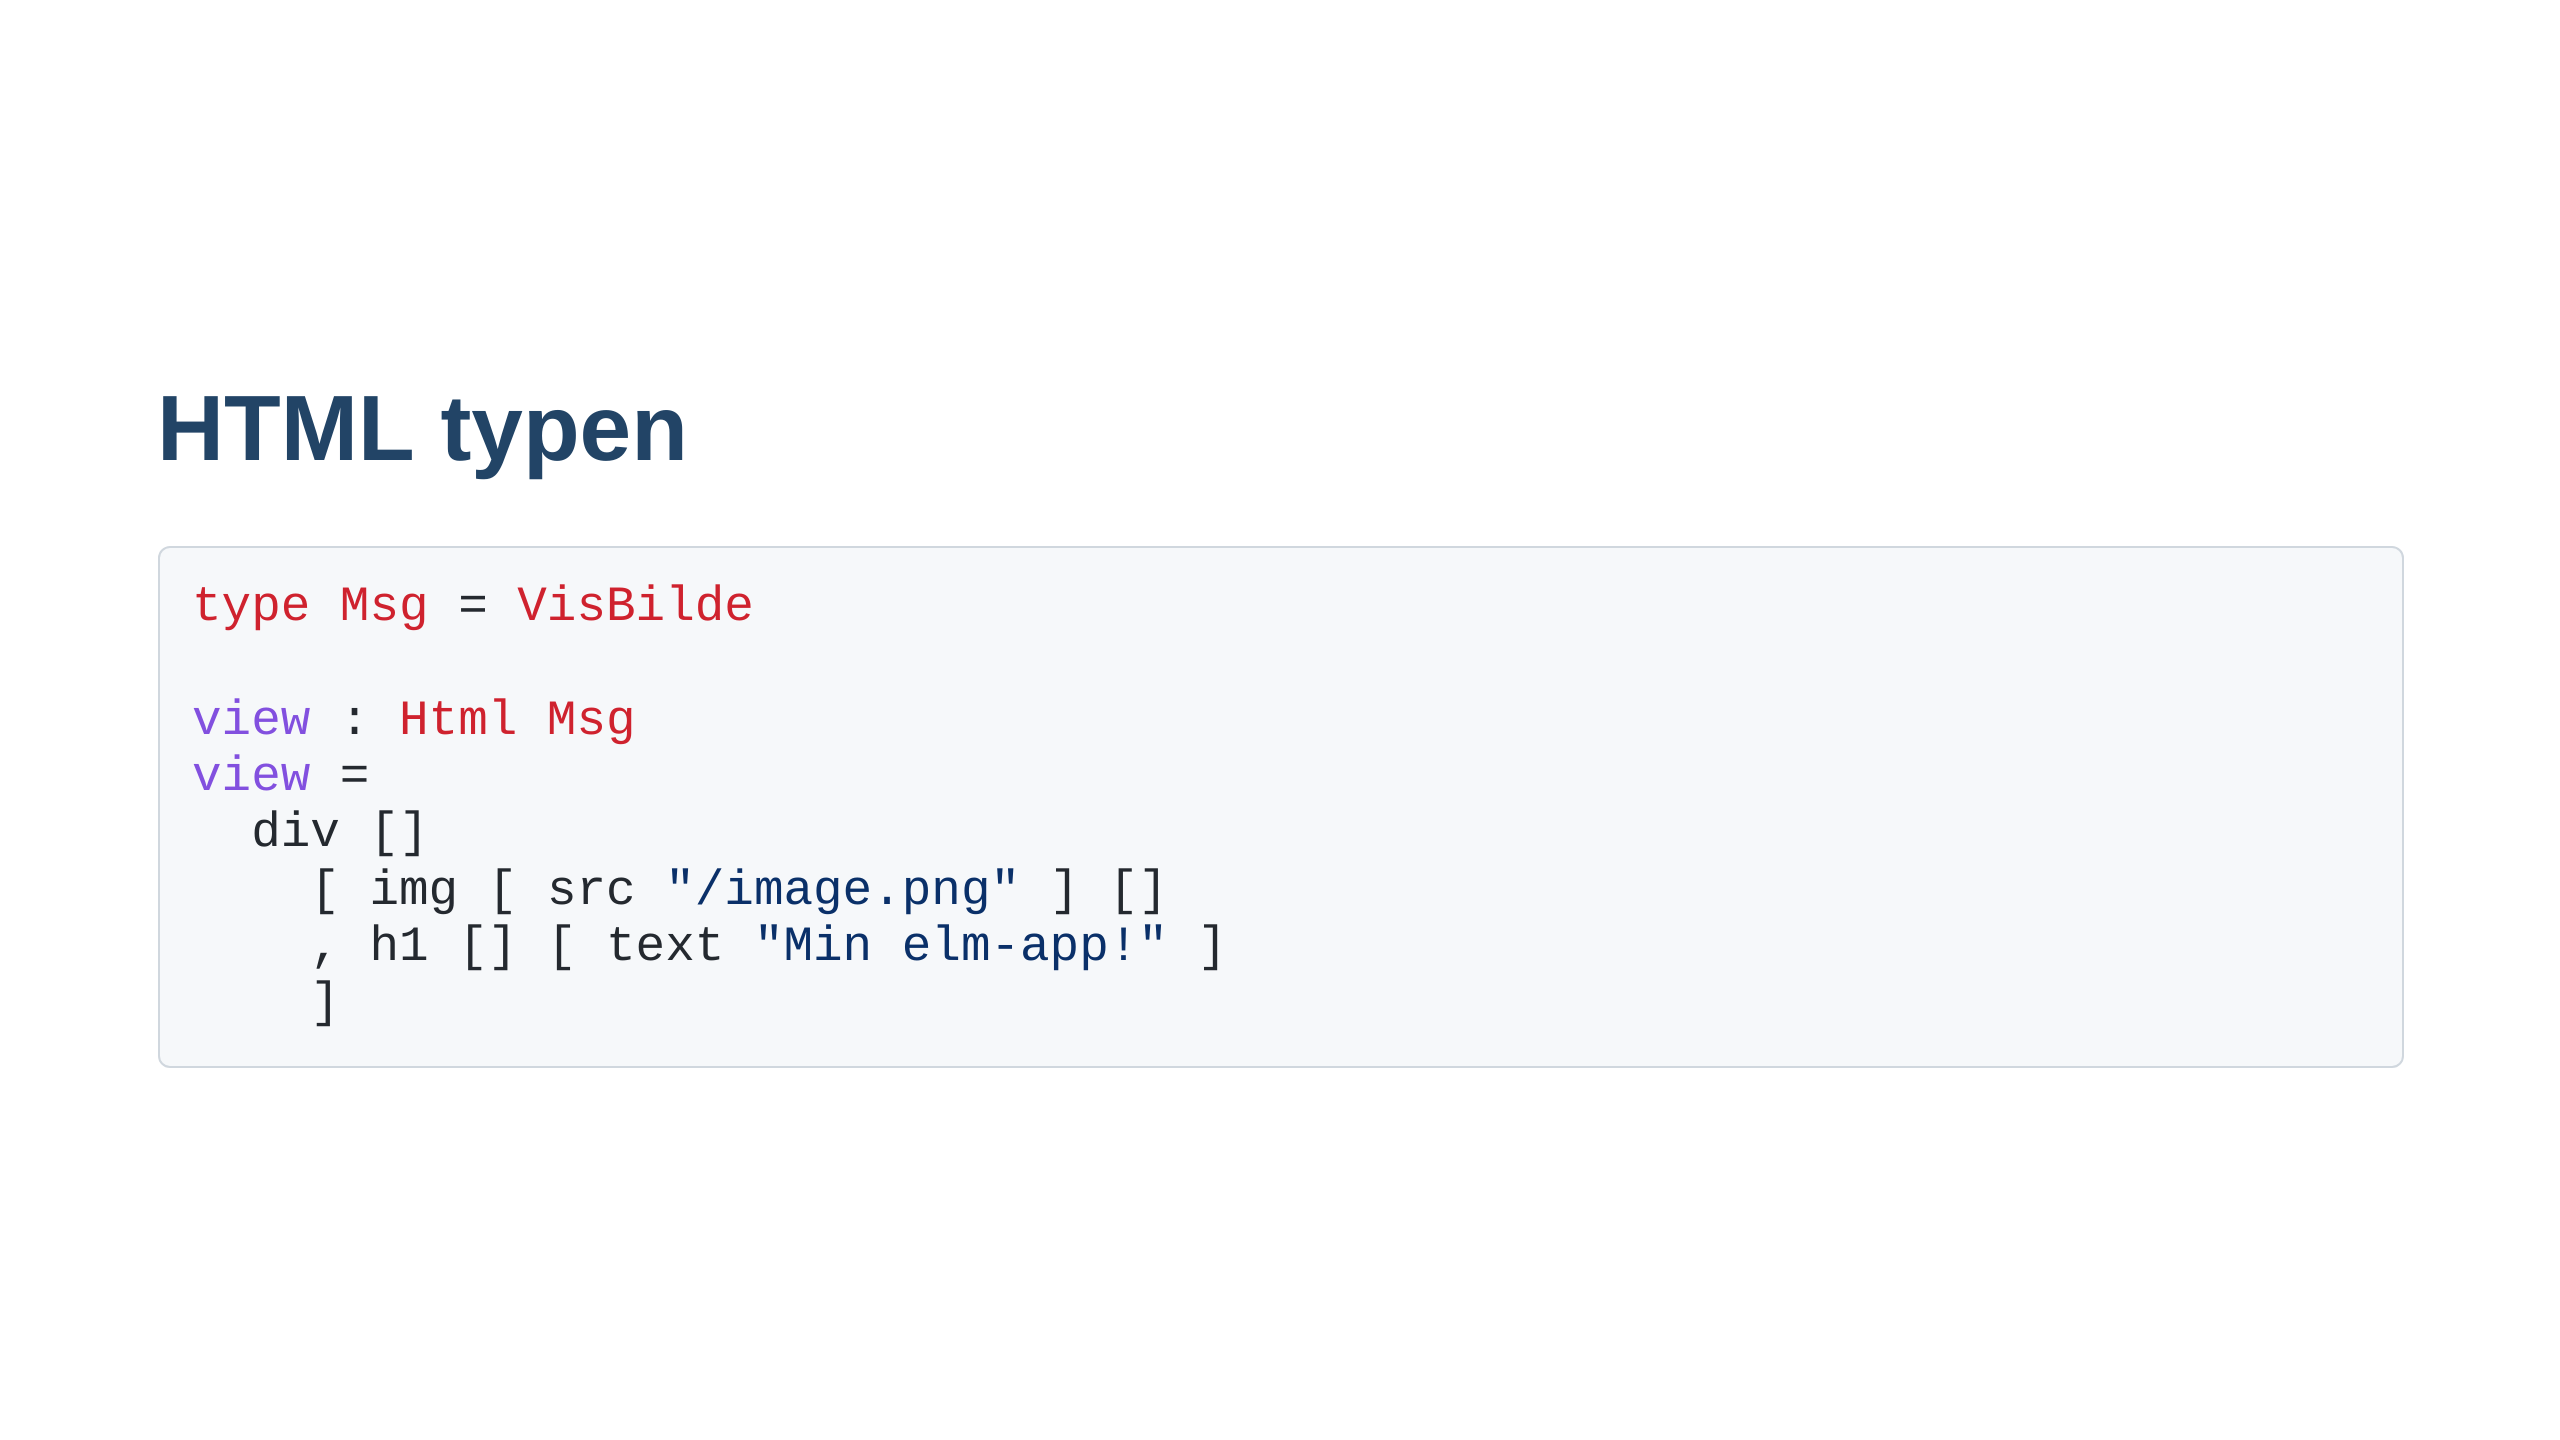 HTML typen
type Msg = VisBilde

view : Html Msg
view =
  div []
    [ img [ src "/image.png" ] []
    , h1 [] [ text "Min elm-app!" ]
    ]